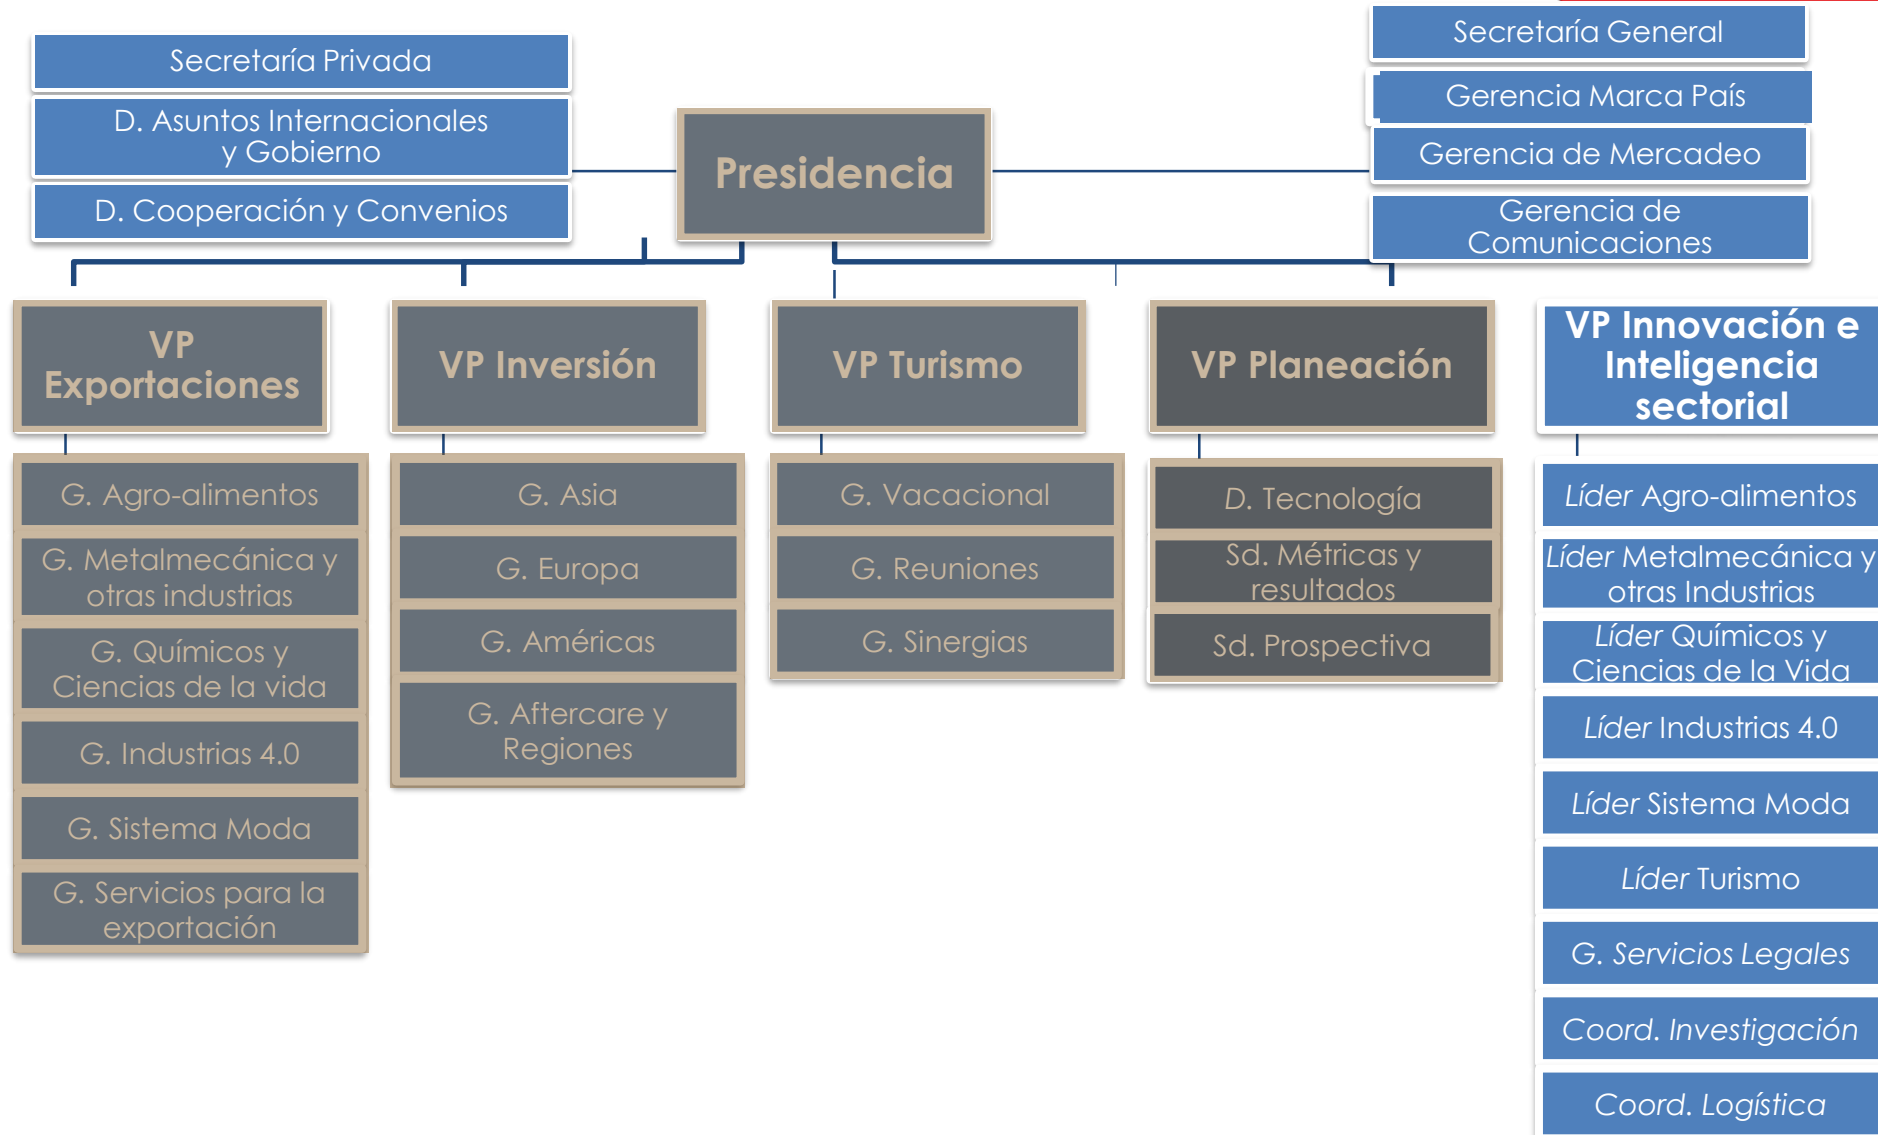 Secretaría Privada
D. Asuntos Internacionales
y Gobierno
D. Cooperación y Convenios
Presidencia
Secretaría General
Gerencia Marca País
Gerencia de Mercadeo
Gerencia de
Comunicaciones
VP
Exportaciones
G. Agro-alimentos
G. Metalmecánica y
otras industrias
G. Químicos y
Ciencias de la vida
G. Industrias 4.0
G. Sistema Moda
G. Servicios para la
exportación
VP Inversión
G. Asia
G. Europa
G. Américas
G. Aftercare y
Regiones
VP Turismo
G. Vacacional
G. Reuniones
G. Sinergias
VP Planeación
D. Tecnología
Sd. Métricas y
resultados
Sd. Prospectiva
VP Innovación e
Inteligencia
sectorial
Líder Agro-alimentos
Líder Metalmecánica y
otras Industrias
Líder Químicos y
Ciencias de la Vida
Líder Industrias 4.0
Líder Sistema Moda
Líder Turismo
G. Servicios Legales
Coord. Investigación
Coord. Logística